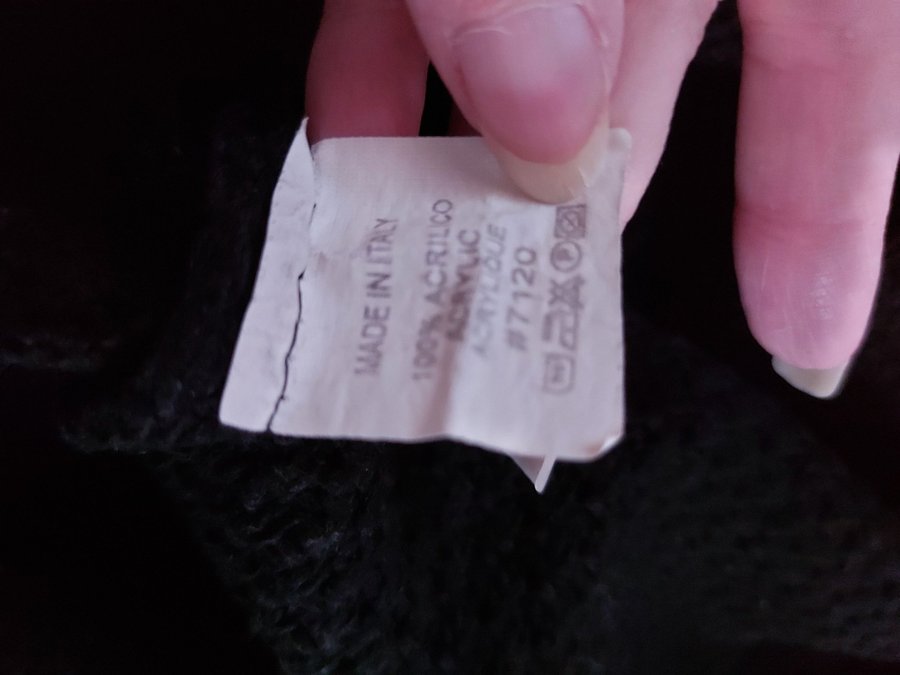 MADE IN ITALY
100% ACRILICO
ACRYLIC
ACRYLIQUE
#7120